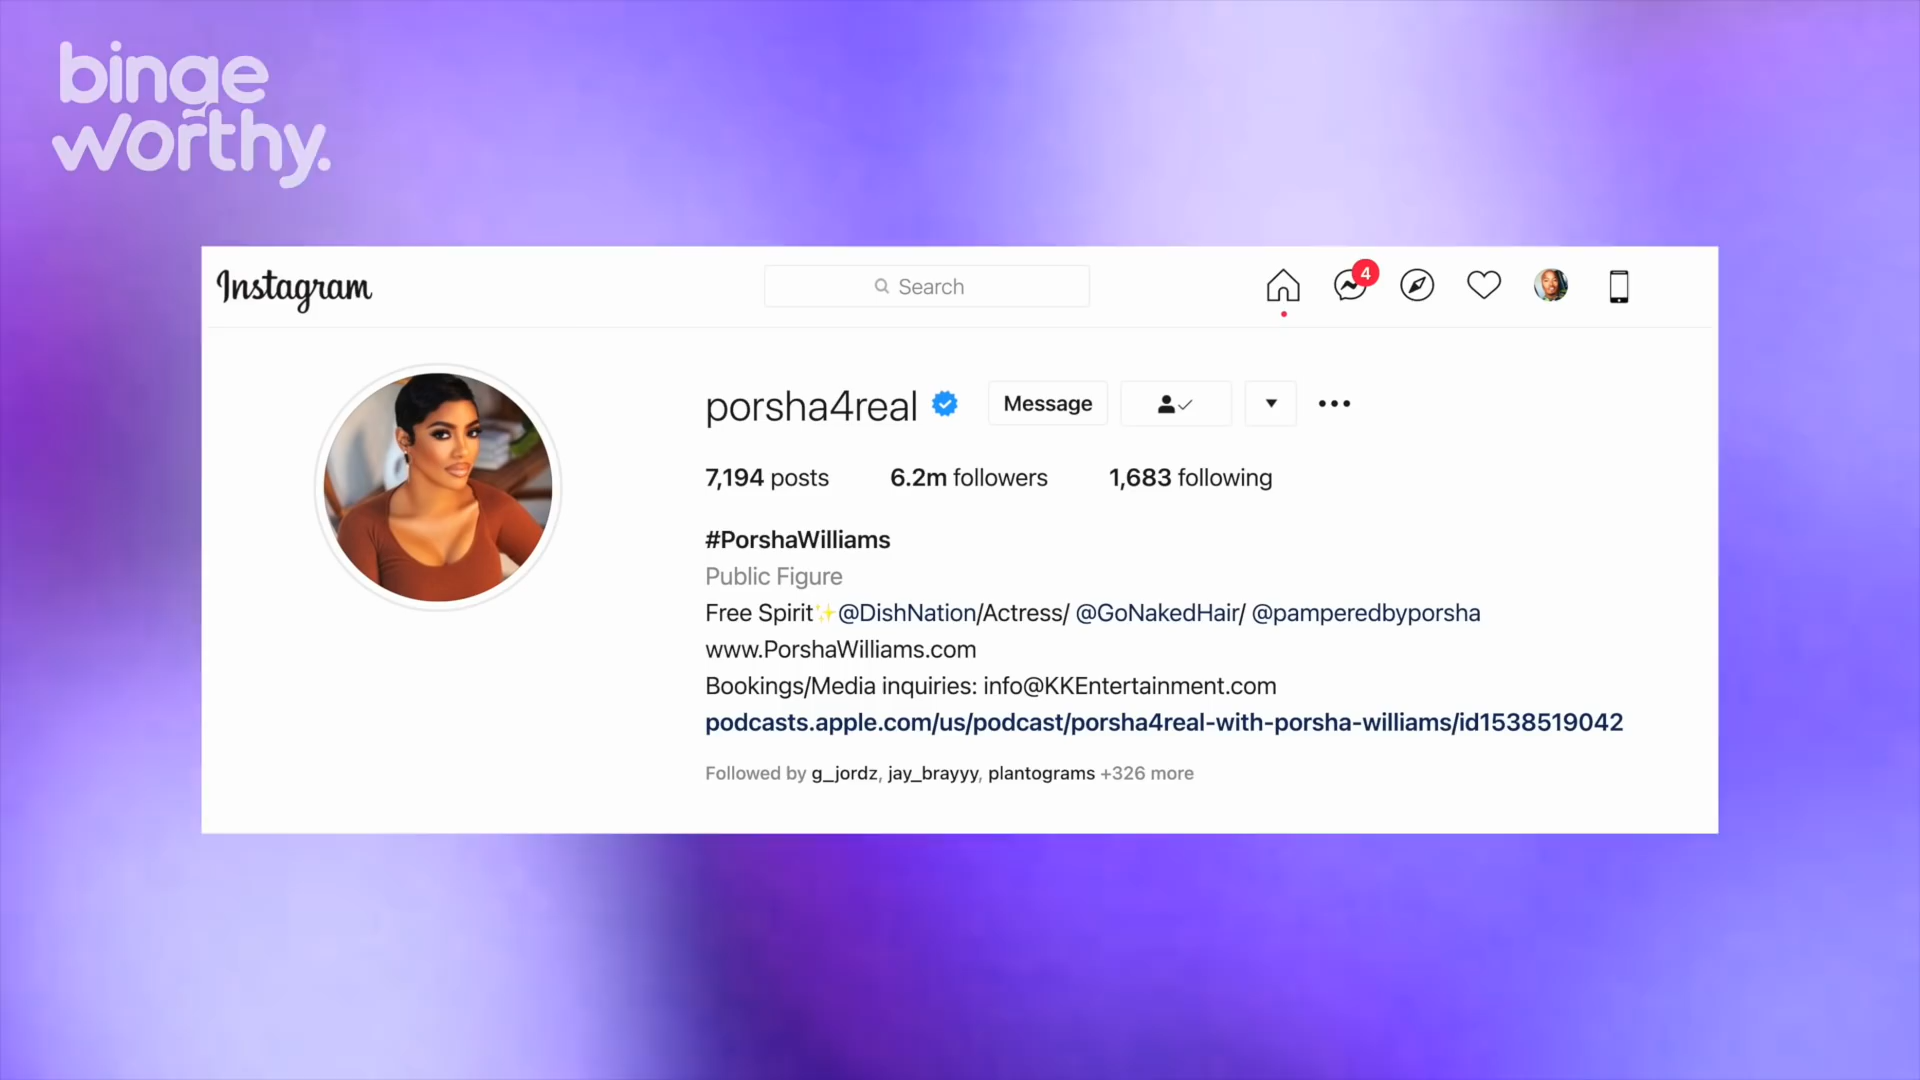 binge
worthy.
Instagram
Search
4
porsha4real
Message
7,194 posts 6.2m followers 1,683 following
#PorshaWilliams
Public Figure
Free Spirit✨@DishNation/Actress/ @GoNakedHair/ @pamperedbyporsha
www.PorshaWilliams.com
Bookings/Media inquiries: info@KKEntertainment.com
podcasts.apple.com/us/podcast/porsha4real-with-porsha-williams/id1538519042
Followed by g_jordz, jay_brayyy, plantograms +326 more